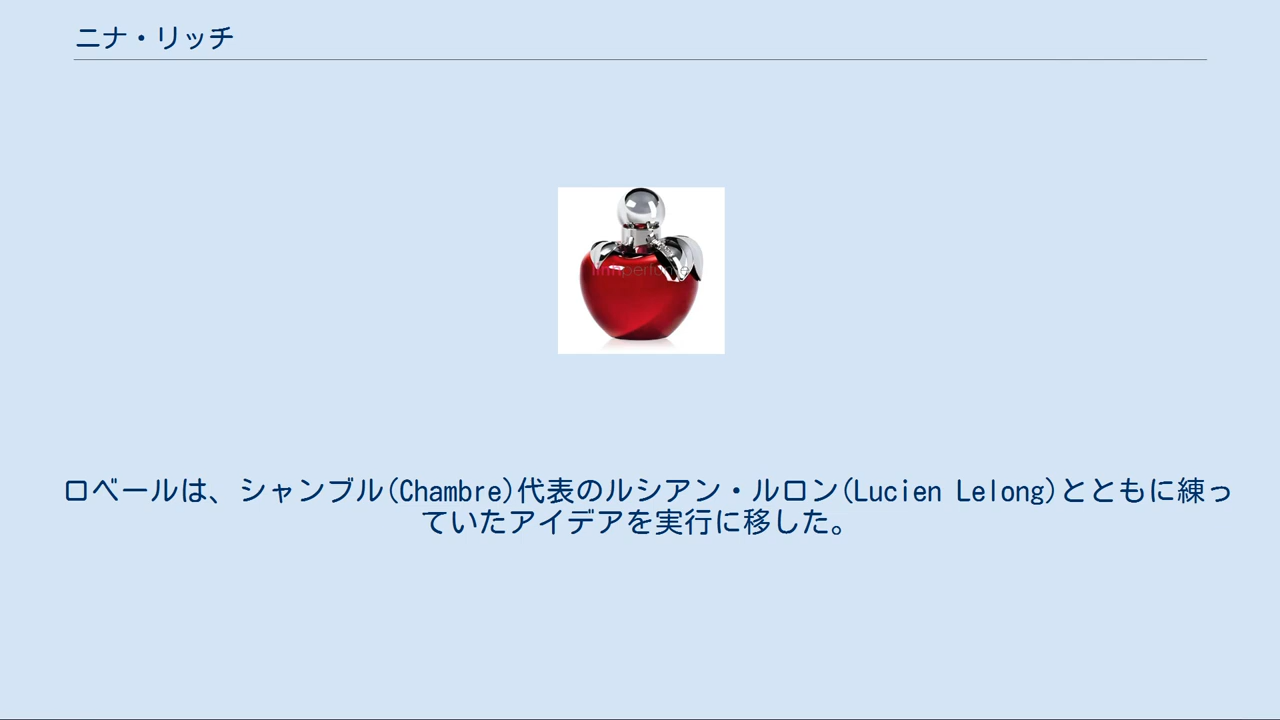 ニナ・リッチ
ロベールは、シャンブル(Chambre)代表のルシアン・ルロン(Lucien Lelong)とともに練っ
ていたアイデアを実行に移した。